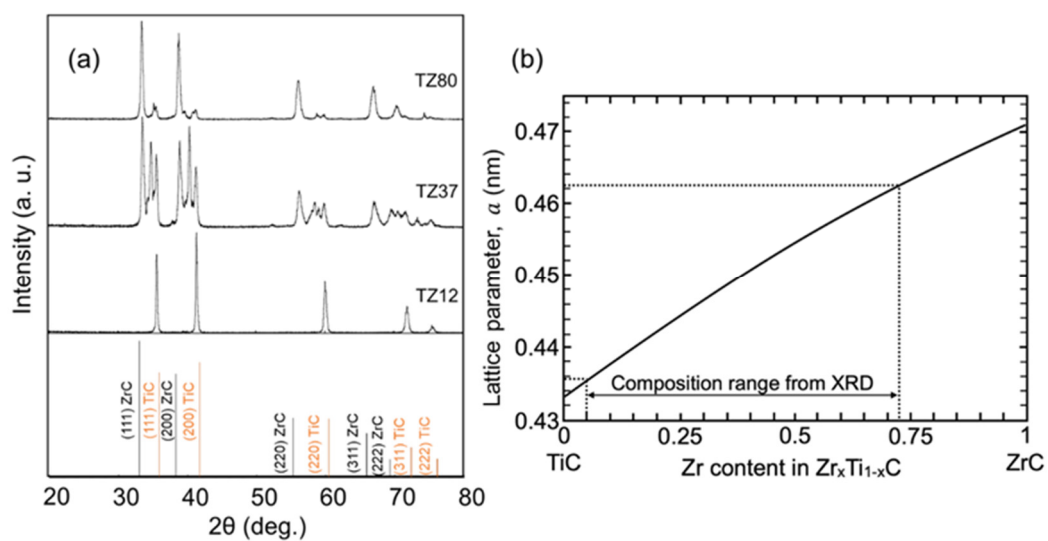 (a)
TZ80
TZ37
TZ12
Intensity (a. u.)
(111) ZrC
(111) TiC
(200) ZrC
(200) TiC
(220) ZrC
(220) TiC
(311) ZrC
(222) ZrC
(311) TiC
(222) TiC
20 30 40 50 60 70 80
2θ (deg.)
(b)
Lattice parameter, a (nm)
0.47
0.46
0.45
0.44
0.43
Composition range from XRD
0 0.25 0.5 0.75 1
TiC Zr content in ZrxTi1-xC ZrC